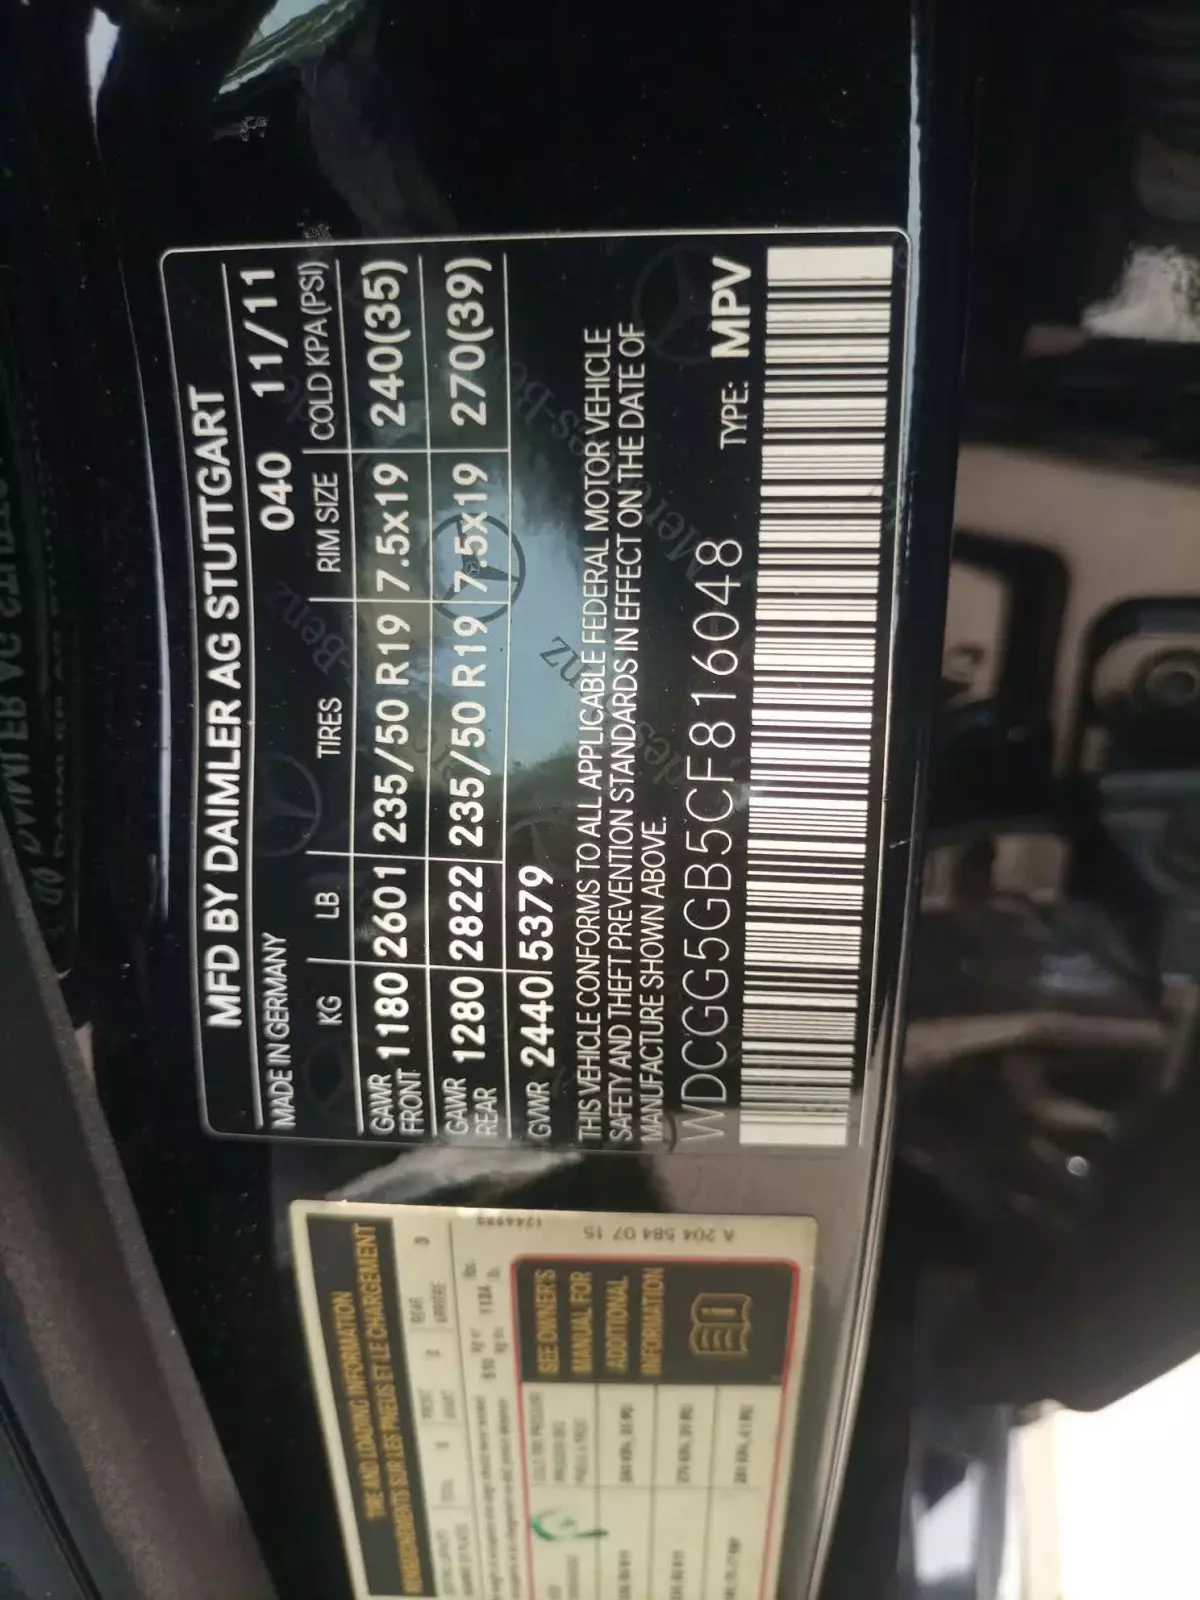 MFD BY DAIMLER AG STUTTGART
MADE IN GERMANY 040 11/11
KG LB TIRES RIM SIZE COLD KPA(PSI)
GAWR FRONT 1180 2601 235/50 R19 7.5x19 240(35)
GAWR REAR 1280 2822 235/50 R19 7.5x19 270(39)
GVWR 2440 5379
THIS VEHICLE CONFORMS TO ALL APPLICABLE FEDERAL MOTOR VEHICLE
SAFETY AND THEFT PREVENTION STANDARDS IN EFFECT ON THE DATE OF
MANUFACTURE SHOWN ABOVE.
WDCGG5GB5CF816048 TYPE: MPV
TIRE AND LOADING INFORMATION
RENSEIGNEMENTS SUR LES PNEUS ET LE CHARGEMENT
SEE OWNER'S
MANUAL FOR
ADDITIONAL
INFORMATION
A 204 584 07 15